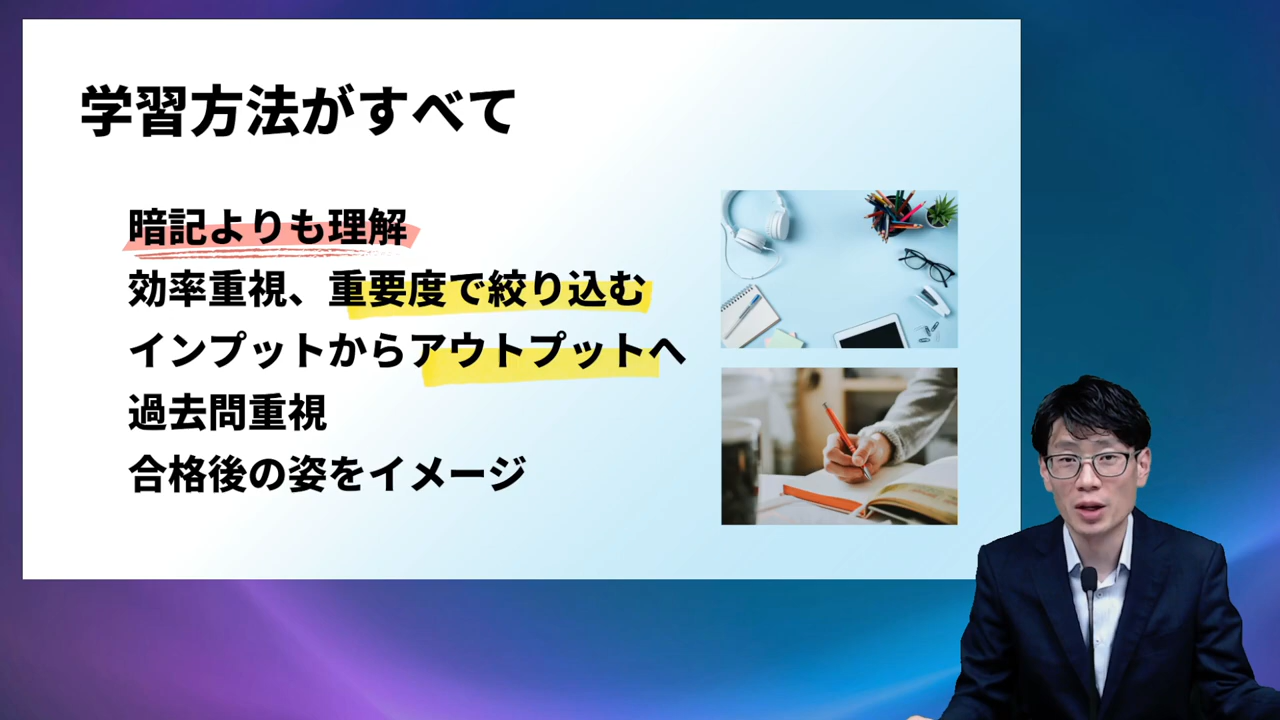 学習方法がすべて
暗記よりも理解
効率重視、重要度で絞り込む
インプットからアウトプットへ
過去問重視
合格後の姿をイメージ